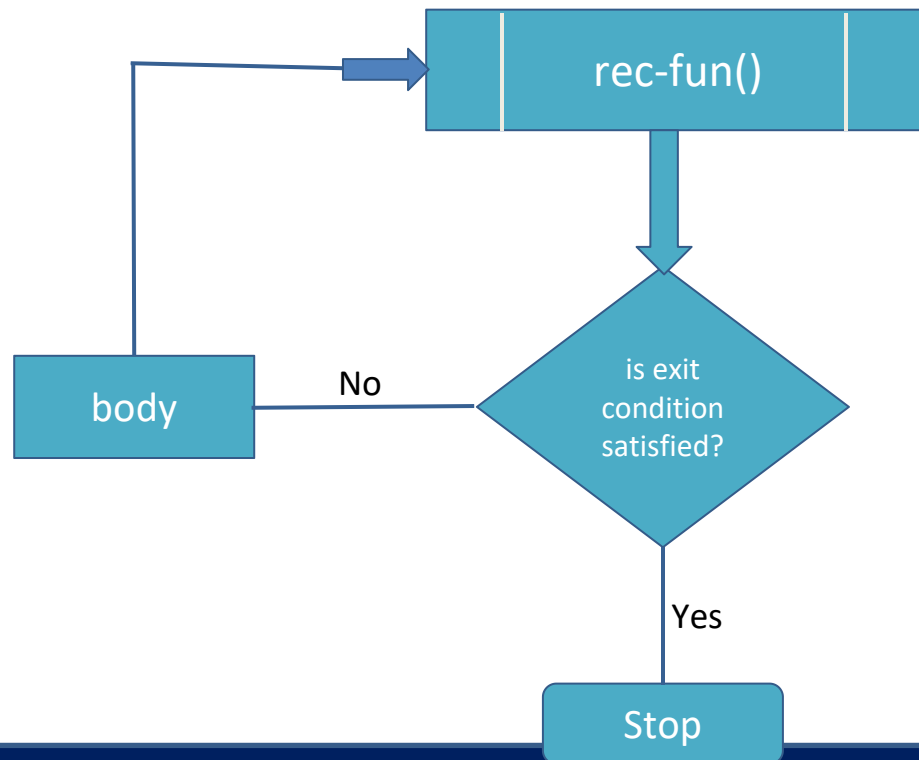 rec-fun()
is exit
condition
satisfied?
No
body
Yes
Stop